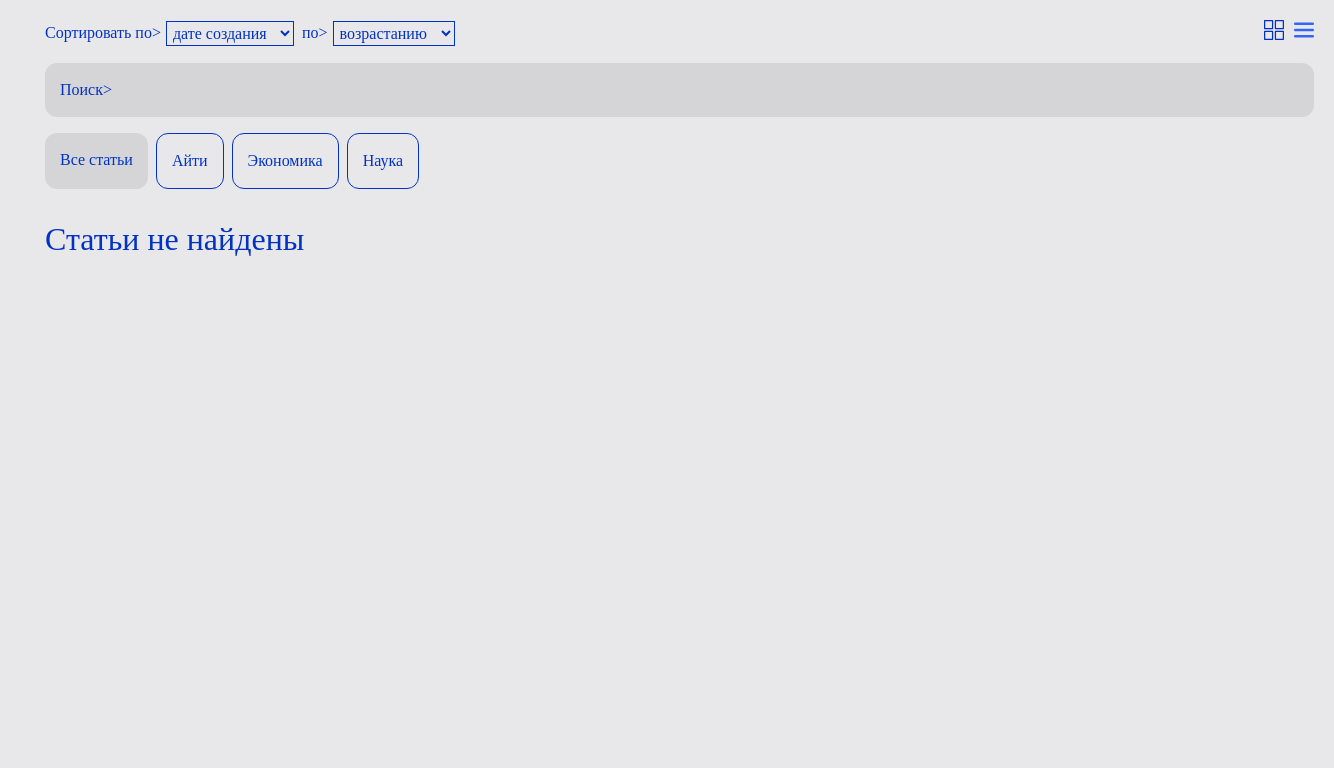 Сортировать по> дате создания по> возрастанию
Поиск>
Все статьи Айти Экономика Наука
Статьи не найдены